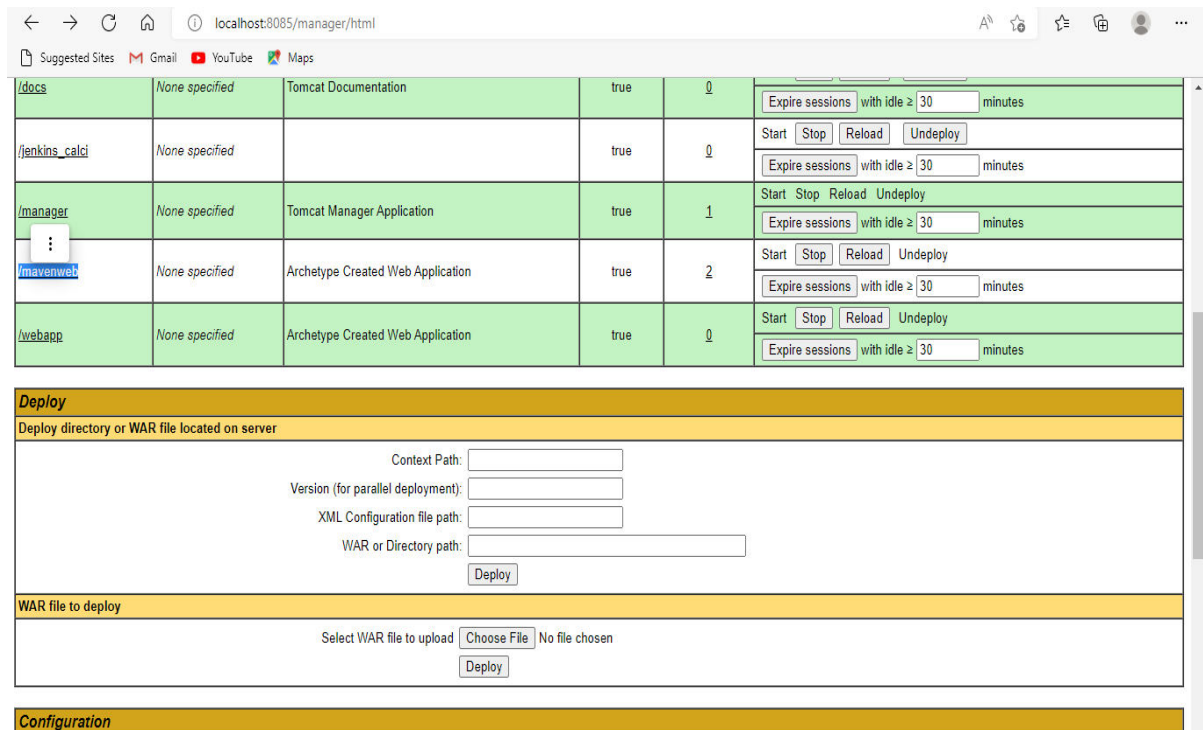 localhost:8085/manager/html
Suggested Sites Gmail YouTube Maps
/docs None specified Tomcat Documentation true 0
Expire sessions with idle ≥ 30 minutes
Start Stop Reload Undeploy
/jenkins_calci None specified true 0
Expire sessions with idle ≥ 30 minutes
Start Stop Reload Undeploy
/manager None specified Tomcat Manager Application true 1
Expire sessions with idle ≥ 30 minutes
Start Stop Reload Undeploy
/mavenweb None specified Archetype Created Web Application true 2
Expire sessions with idle ≥ 30 minutes
Start Stop Reload Undeploy
/webapp None specified Archetype Created Web Application true 0
Expire sessions with idle ≥ 30 minutes
Deploy
Deploy directory or WAR file located on server
Context Path:
Version (for parallel deployment):
XML Configuration file path:
WAR or Directory path:
Deploy
WAR file to deploy
Select WAR file to upload Choose File No file chosen
Deploy
Configuration